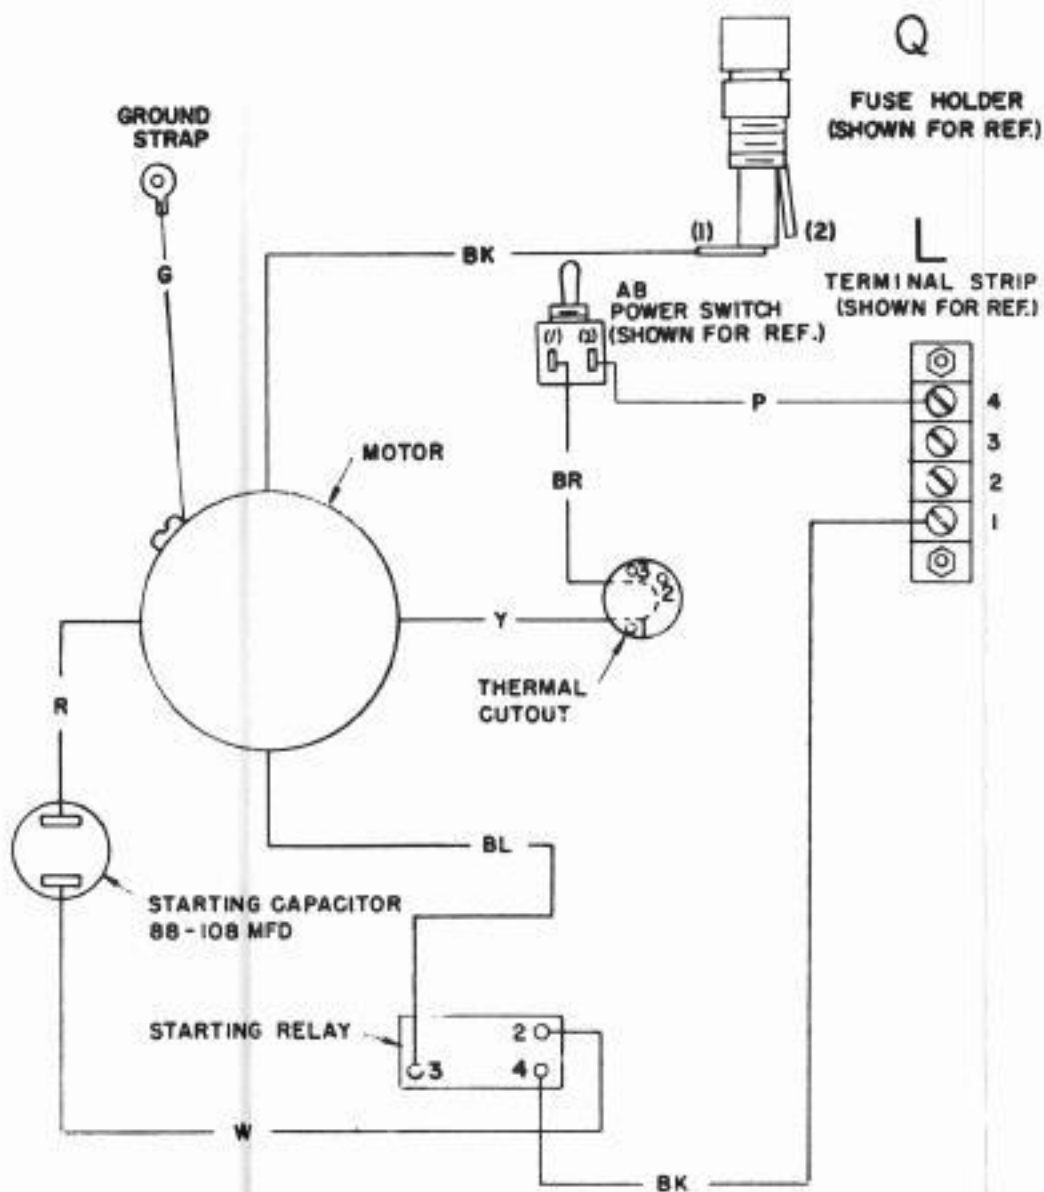 Q
FUSE HOLDER
(SHOWN FOR REF.)
GROUND
STRAP
(1)
(2)
BK
G
L
TERMINAL STRIP
(SHOWN FOR REF.)
AB
POWER SWITCH
(SHOWN FOR REF.)
(1)
4
P
3
2
1
MOTOR
BR
3
2
1
Y
THERMAL
CUTOUT
R
BL
STARTING CAPACITOR
88-108 MFD
STARTING RELAY
2
3
4
W
BK